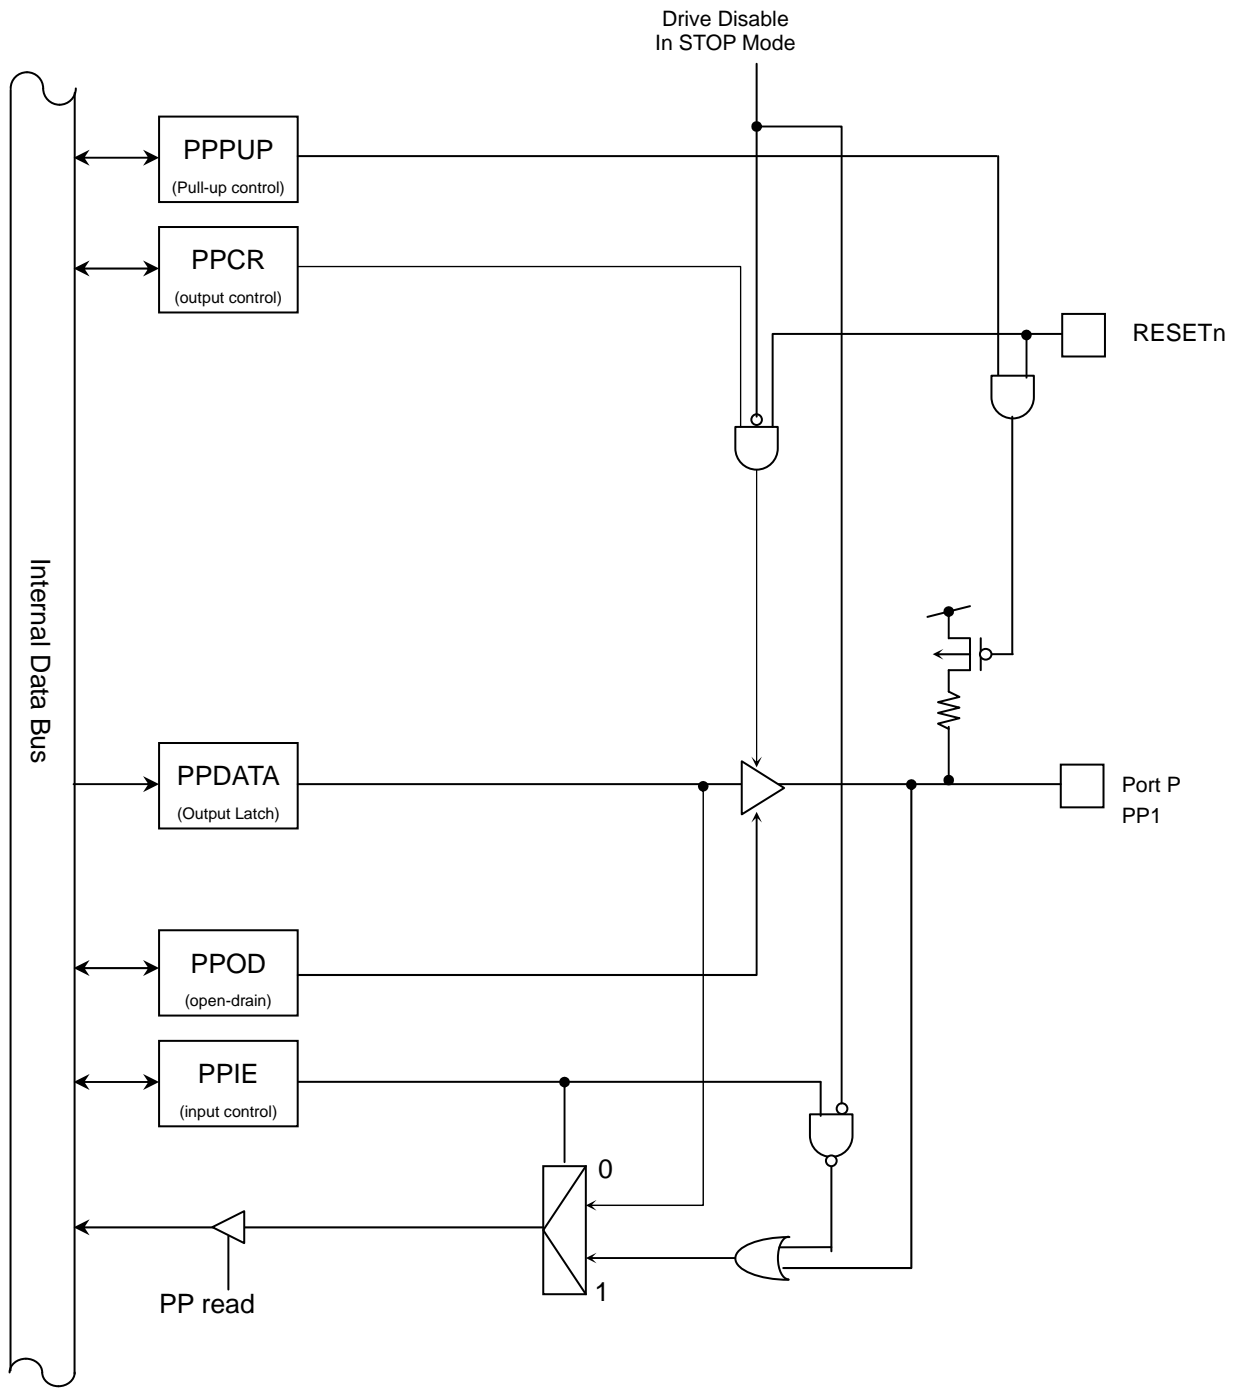 Drive Disable
In STOP Mode
PPPUP
(Pull-up control)
PPCR
(output control)
RESETn
Internal Data Bus
PPDATA
(Output Latch)
Port P
PP1
PPOD
(open-drain)
PPIE
(input control)
0
1
PP read